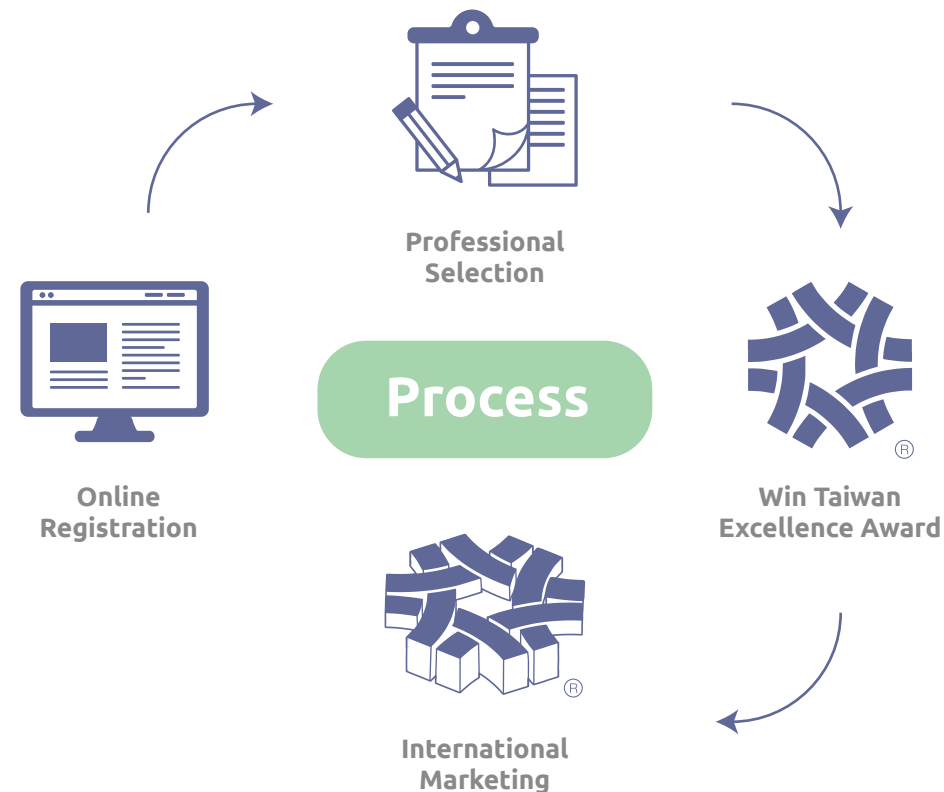 Professional
Selection
Process
®
Online
Registration
Win Taiwan
Excellence Award
®
International
Marketing